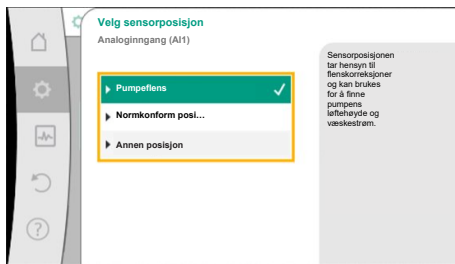 Velg sensorposisjon
Analoginngang (AI1)
Pumpeflens
Normkonform posi...
Annen posisjon
Sensorposisjonen
tar hensyn til
flenskorreksjoner
og kan brukes
for å finne
pumpens
løftehøyde og
væskestrøm.